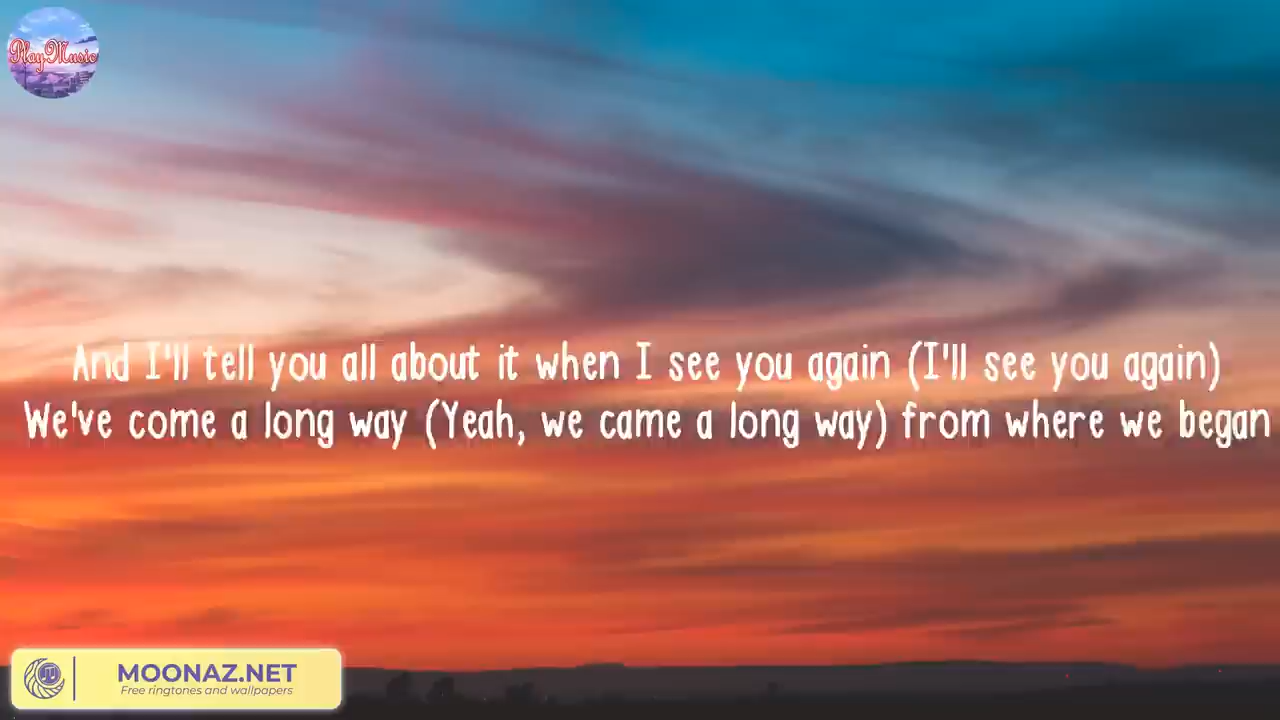 PlayMusic
And I'll tell you all about it when I see you again (I'll see you again)
We've come a long way (Yeah, we came a long way) from where we began
MOONAZ.NET
Free ringtones and wallpapers